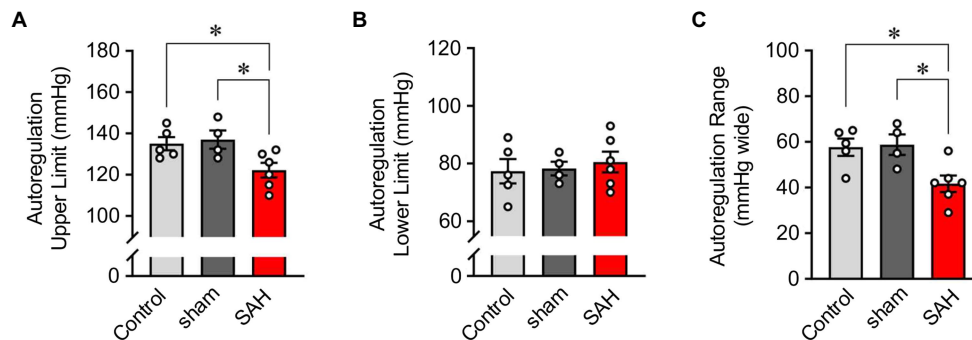 A
Autoregulation
Upper Limit (mmHg)
180
160
140
120
100
0
*
*
Control
sham
SAH
B
Autoregulation
Lower Limit (mmHg)
120
100
80
60
0
Control
sham
SAH
C
Autoregulation Range
(mmHg wide)
100
80
60
40
20
0
*
*
Control
sham
SAH